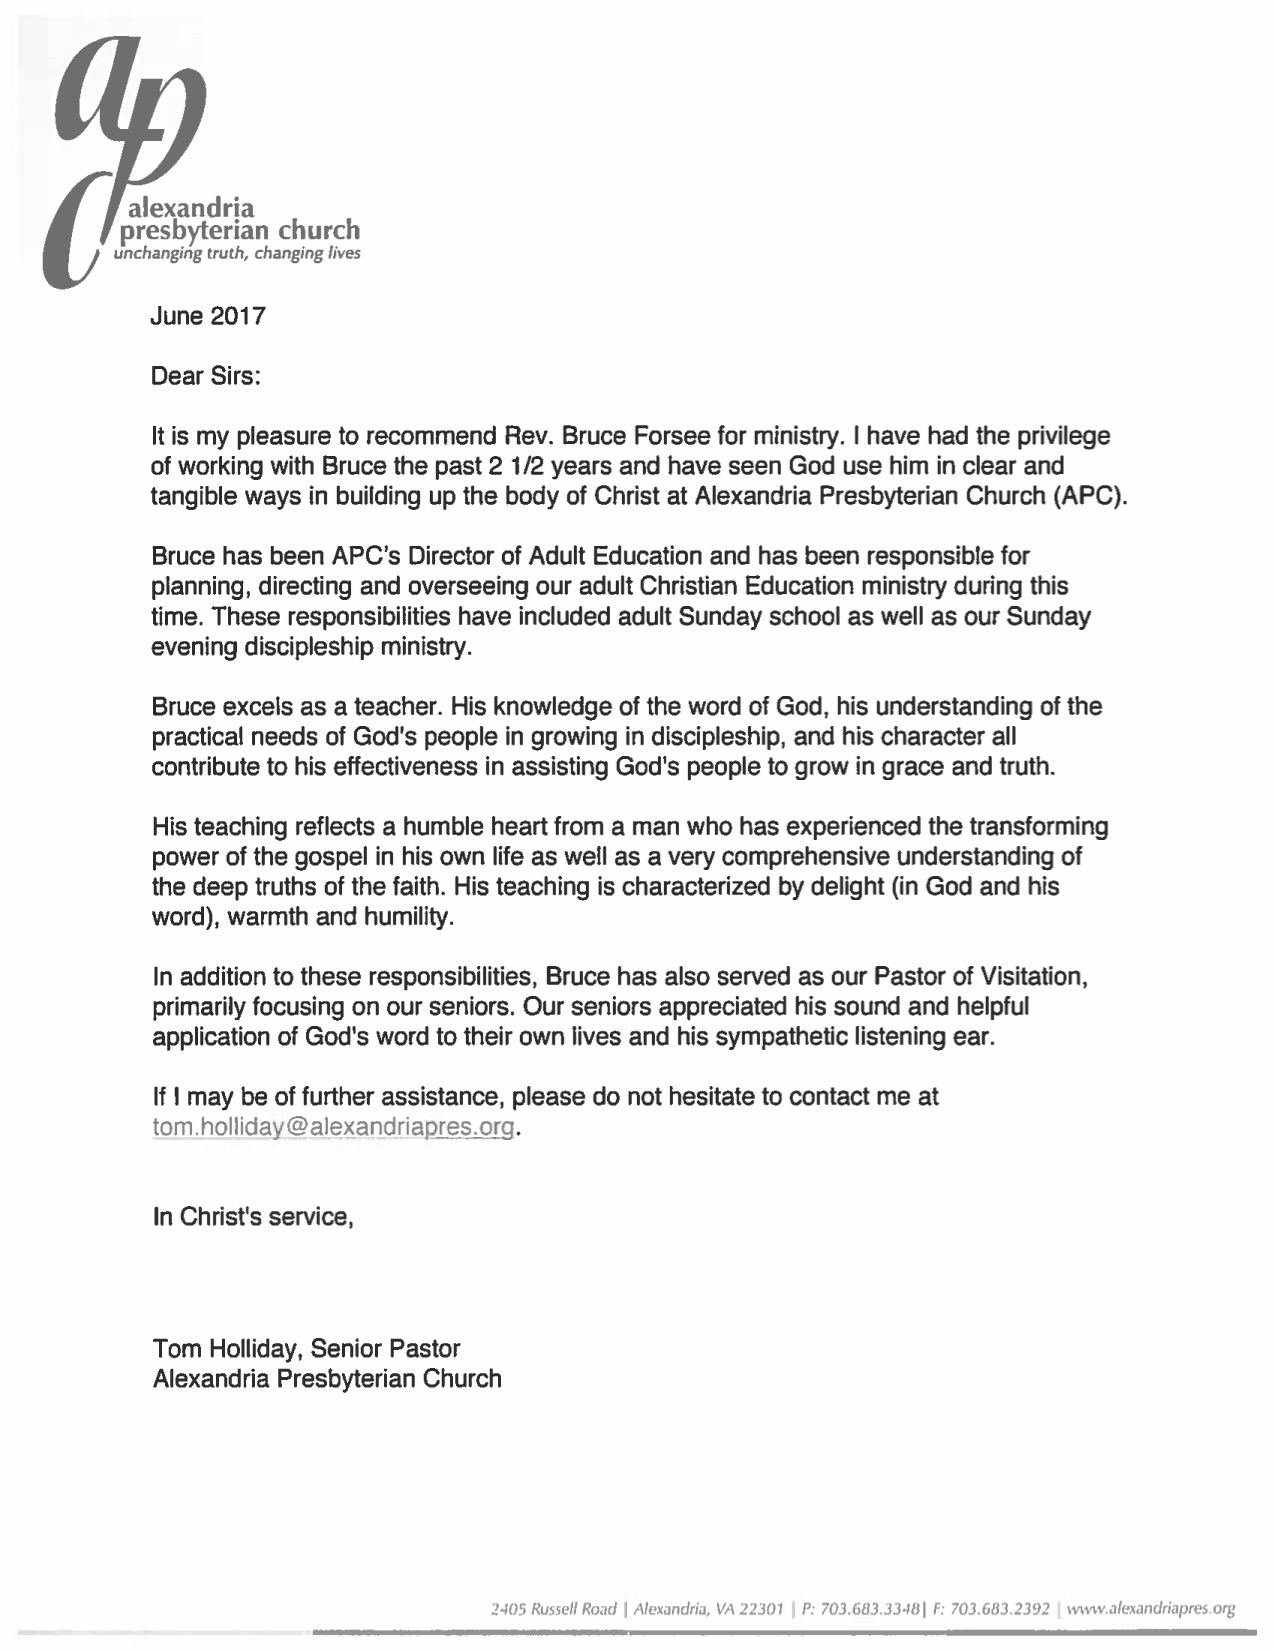 apc
alexandria
presbyterian church
unchanging truth, changing lives
June 2017
Dear Sirs:
It is my pleasure to recommend Rev. Bruce Forsee for ministry. I have had the privilege
of working with Bruce the past 2 1/2 years and have seen God use him in clear and
tangible ways in building up the body of Christ at Alexandria Presbyterian Church (APC).
Bruce has been APC's Director of Adult Education and has been responsible for
planning, directing and overseeing our adult Christian Education ministry during this
time. These responsibilities have included adult Sunday school as well as our Sunday
evening discipleship ministry.
Bruce excels as a teacher. His knowledge of the word of God, his understanding of the
practical needs of God's people in growing in discipleship, and his character all
contribute to his effectiveness in assisting God's people to grow in grace and truth.
His teaching reflects a humble heart from a man who has experienced the transforming
power of the gospel in his own life as well as a very comprehensive understanding of
the deep truths of the faith. His teaching is characterized by delight (in God and his
word), warmth and humility.
In addition to these responsibilities, Bruce has also served as our Pastor of Visitation,
primarily focusing on our seniors. Our seniors appreciated his sound and helpful
application of God's word to their own lives and his sympathetic listening ear.
If I may be of further assistance, please do not hesitate to contact me at
tom.holliday@alexandriapres.org.
In Christ's service,
Tom Holliday, Senior Pastor
Alexandria Presbyterian Church
2405 Russell Road | Alexandria, VA 22301 | P: 703.683.3348| F: 703.683.2392 | www.alexandriapres.org